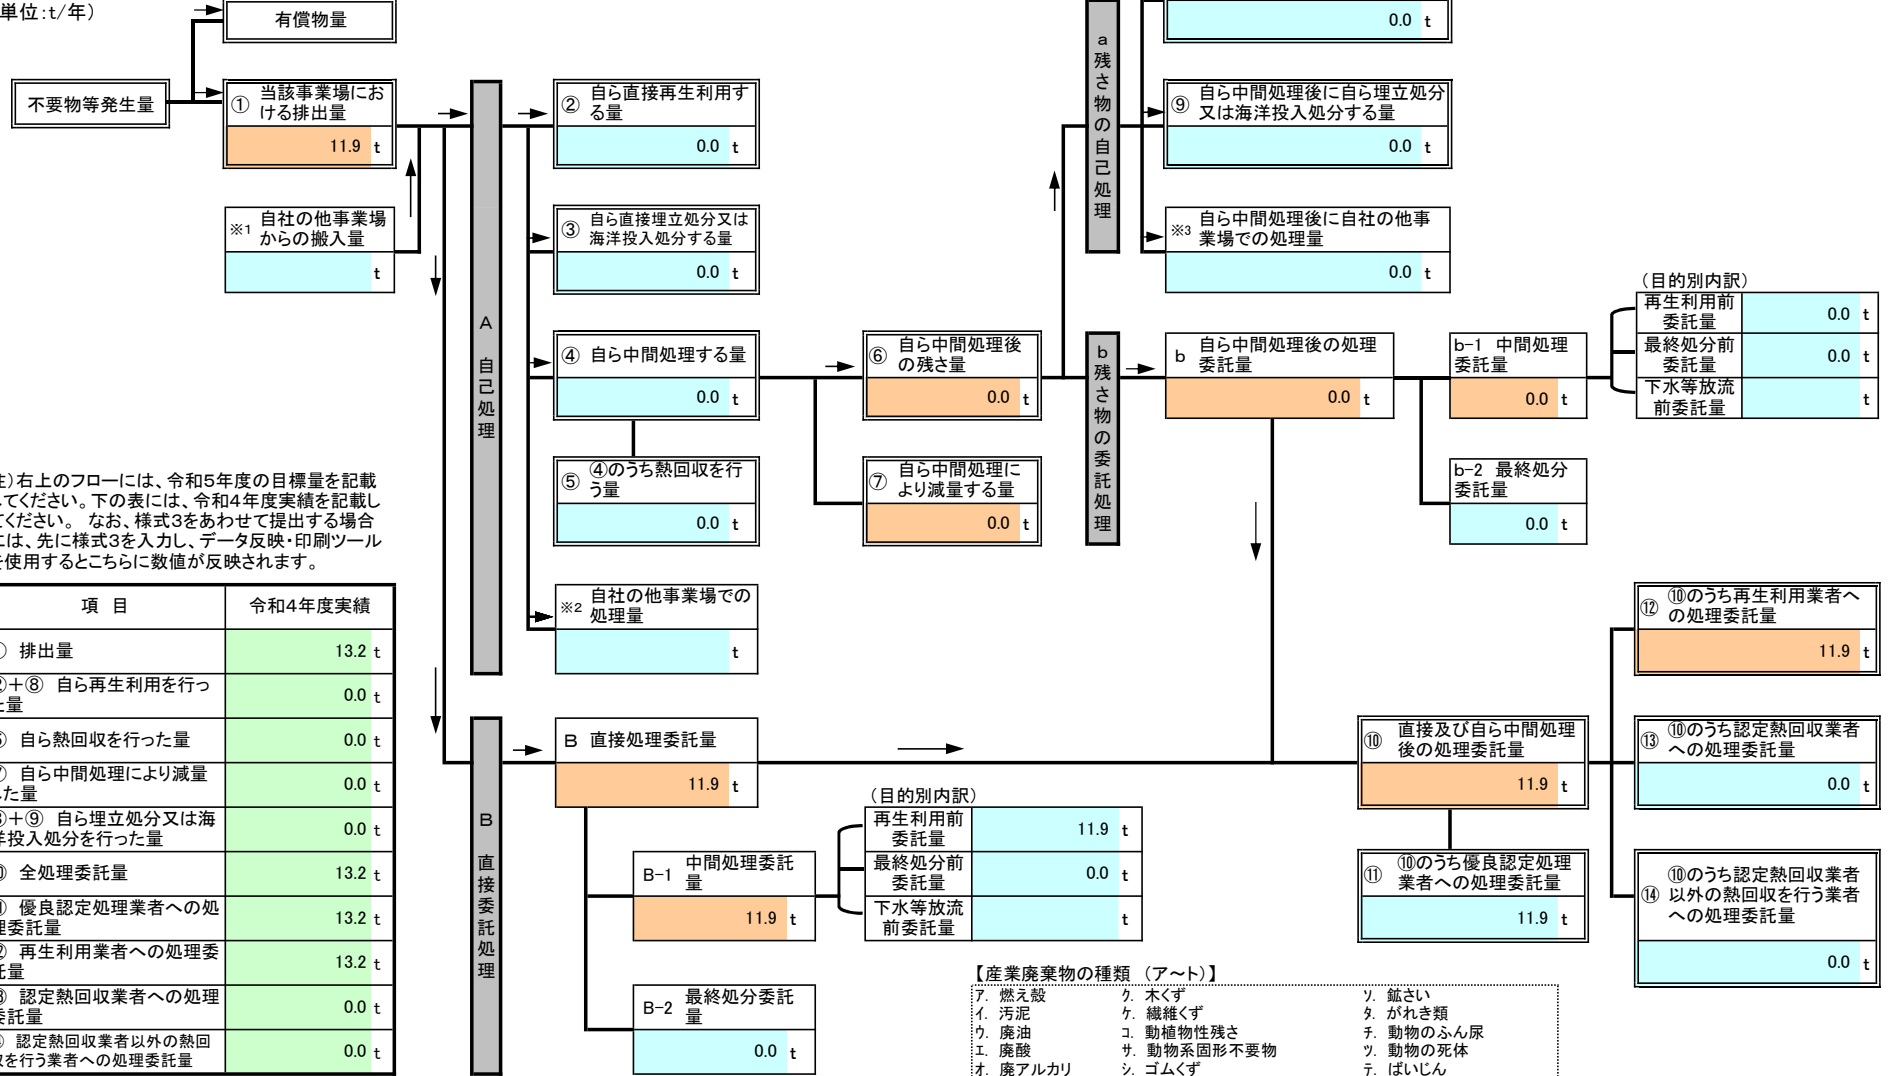 単位:t/年)
有償物量
不要物等発生量
① 当該事業場にお
ける排出量
11.9 t
※1 自社の他事業場
からの搬入量
t
A 自己処理
② 自ら直接再生利用す
る量
0.0 t
③ 自ら直接埋立処分又は
海洋投入処分する量
0.0 t
④ 自ら中間処理する量
0.0 t
⑤ ④のうち熱回収を行
う量
0.0 t
※2 自社の他事業場での
処理量
t
⑥ 自ら中間処理後
の残さ量
0.0 t
⑦ 自ら中間処理に
より減量する量
0.0 t
a残さ物の自己処理
0.0 t
⑨ 自ら中間処理後に自ら埋立処分
又は海洋投入処分する量
0.0 t
※3 自ら中間処理後に自社の他事
業場での処理量
0.0 t
b残さ物の委託処理
b 自ら中間処理後の処理
委託量
0.0 t
b-1 中間処理
委託量
0.0 t
b-2 最終処分
委託量
0.0 t
(目的別内訳)
再生利用前
委託量
0.0 t
最終処分前
委託量
0.0 t
下水等放流
前委託量
t
)右上のフローには、令和5年度の目標量を記載
てください。下の表には、令和4年度実績を記載し
ください。 なお、様式3をあわせて提出する場合
は、先に様式3を入力し、データ反映・印刷ツール
使用するとこちらに数値が反映されます。
項 目 令和4年度実績
排出量 13.2 t
+⑧ 自ら再生利用を行っ
量
0.0 t
自ら熱回収を行った量 0.0 t
自ら中間処理により減量
た量
0.0 t
+⑨ 自ら埋立処分又は海
投入処分を行った量
0.0 t
全処理委託量 13.2 t
優良認定処理業者への処
委託量
13.2 t
再生利用業者への処理委
量
13.2 t
認定熱回収業者への処理
託量
0.0 t
認定熱回収業者以外の熱回
を行う業者への処理委託量
0.0 t
B 直接委託処理
B 直接処理委託量
11.9 t
B-1 中間処理委託
量
11.9 t
B-2 最終処分委託
量
0.0 t
(目的別内訳)
再生利用前
委託量
11.9 t
最終処分前
委託量
0.0 t
下水等放流
前委託量
t
⑩ 直接及び自ら中間処理
後の処理委託量
11.9 t
⑪ ⑩のうち優良認定処理
業者への処理委託量
11.9 t
⑫ ⑩のうち再生利用業者へ
の処理委託量
11.9 t
⑬ ⑩のうち認定熱回収業者
への処理委託量
0.0 t
⑭ ⑩のうち認定熱回収業者
以外の熱回収を行う業者
への処理委託量
0.0 t
【産業廃棄物の種類 (ア～ト)】
ア. 燃え殻 ク. 木くず ソ. 鉱さい
イ. 汚泥 ケ. 繊維くず タ. がれき類
ウ. 廃油 コ. 動植物性残さ チ. 動物のふん尿
エ. 廃酸 サ. 動物系固形不要物 ツ. 動物の死体
オ. 廃アルカリ シ. ゴムくず テ. ばいじん